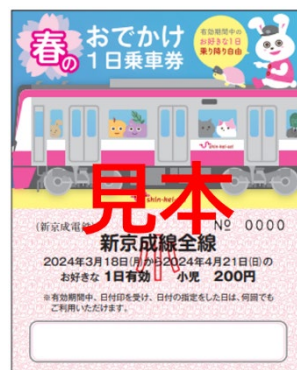 春の
おでかけ
1日乗車券
有効期間中の
お好きな1日
乗り降り自由
shin-kei-sei
見本
(新京成電鉄)
№ 0000
新京成線全線
2024年3月18日(月)から2024年4月21日(日)の
お好きな 1日有効 小児 200円
小
※有効期間中、日付印を受け、日付の指定をした日は、何回でも
ご利用いただけます。